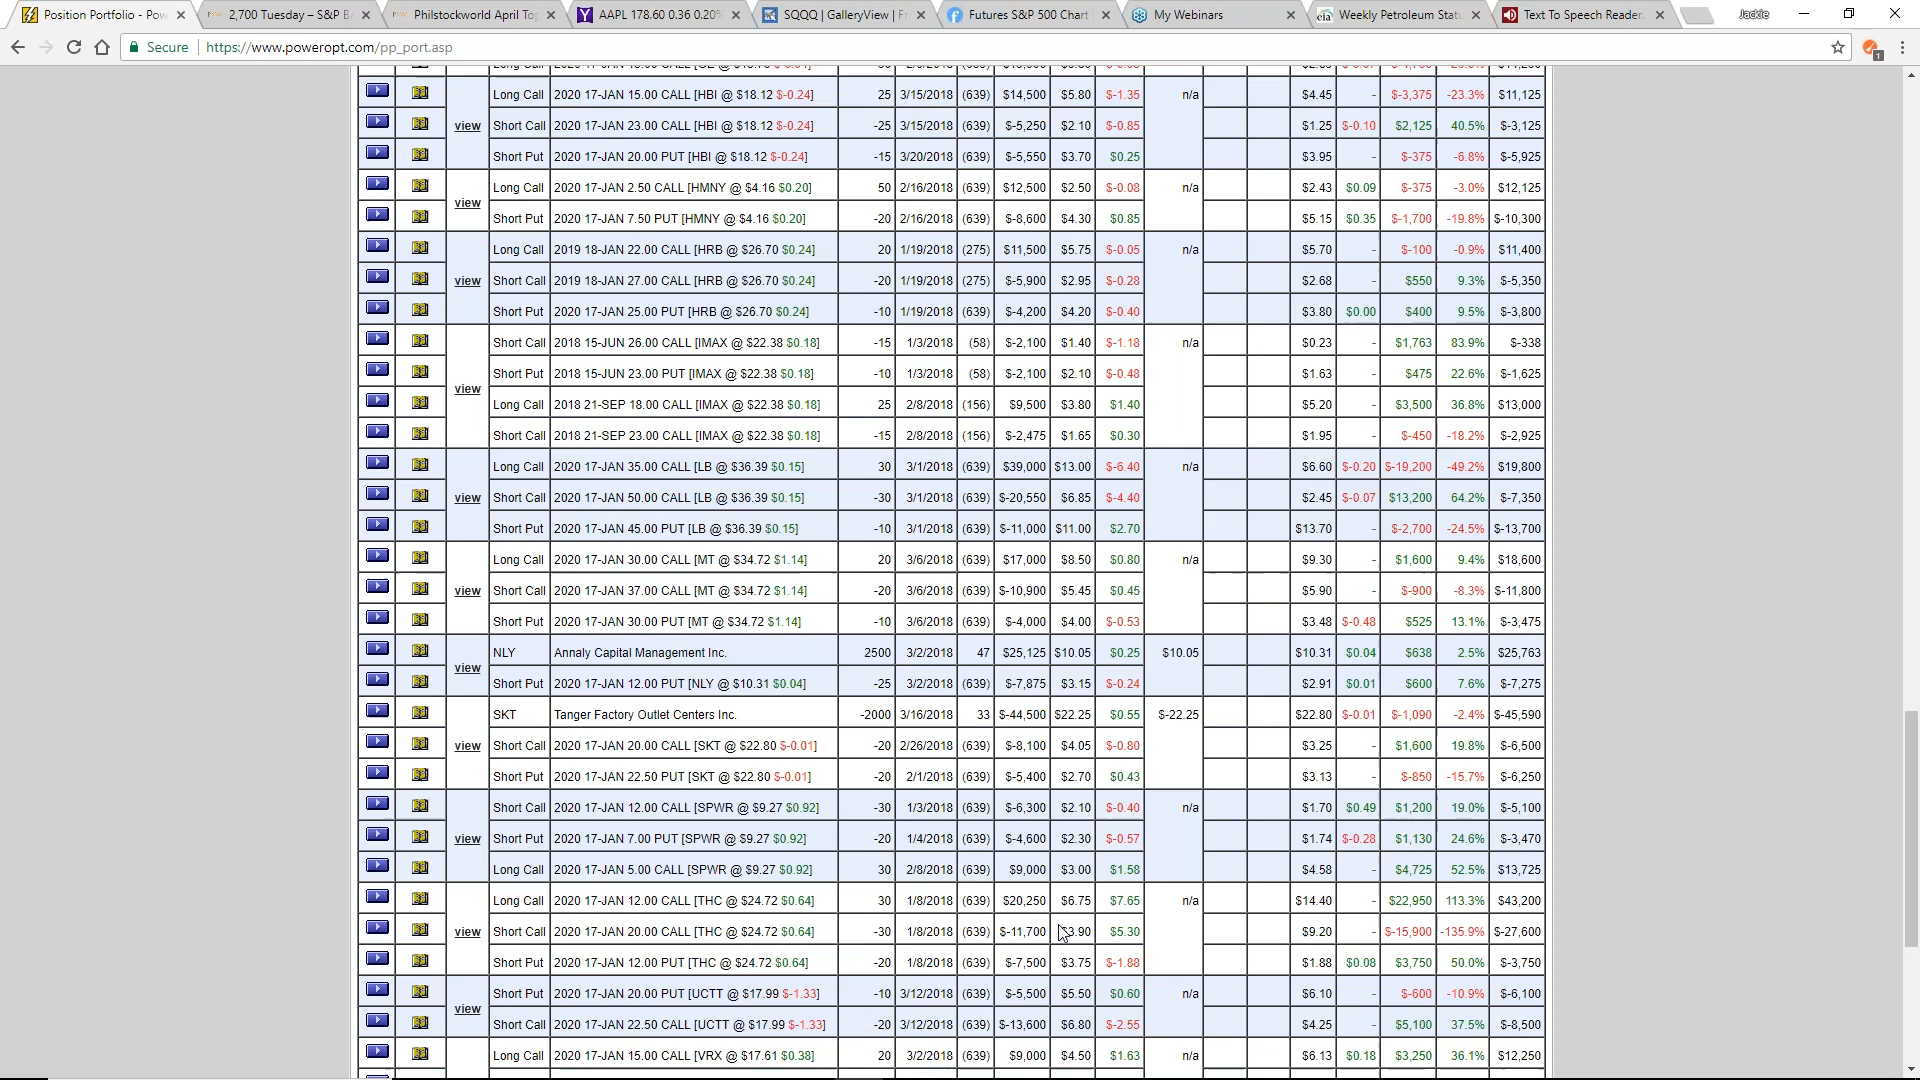 Position Portfolio - Pow
2,700 Tuesday – S&P B
Philstockworld April Top
AAPL 178.60 0.36 0.20%
SQQQ | GalleryView | Fr
Futures S&P 500 Chart
My Webinars
Weekly Petroleum Statu
Text To Speech Reader
Jackie
Secure https://www.poweropt.com/pp_port.asp
Long Call 2020 17-JAN 15.00 CALL [HBI @ $18.12 $-0.24] 25 3/15/2018 (639) $14,500 $5.80 $-1.35 n/a $4.45 - $-3,375 -23.3% $11,125
view Short Call 2020 17-JAN 23.00 CALL [HBI @ $18.12 $-0.24] -25 3/15/2018 (639) $-5,250 $2.10 $-0.85 $1.25 $-0.10 $2,125 40.5% $-3,125
Short Put 2020 17-JAN 20.00 PUT [HBI @ $18.12 $-0.24] -15 3/20/2018 (639) $-5,550 $3.70 $0.25 $3.95 - $-375 -6.8% $-5,925
Long Call 2020 17-JAN 2.50 CALL [HMNY @ $4.16 $0.20] 50 2/16/2018 (639) $12,500 $2.50 $-0.08 n/a $2.43 $0.09 $-375 -3.0% $12,125
view Short Put 2020 17-JAN 7.50 PUT [HMNY @ $4.16 $0.20] -20 2/16/2018 (639) $-8,600 $4.30 $0.85 $5.15 $0.35 $-1,700 -19.8% $-10,300
Long Call 2019 18-JAN 22.00 CALL [HRB @ $26.70 $0.24] 20 1/19/2018 (275) $11,500 $5.75 $-0.05 n/a $5.70 - $-100 -0.9% $11,400
view Short Call 2019 18-JAN 27.00 CALL [HRB @ $26.70 $0.24] -20 1/19/2018 (275) $-5,900 $2.95 $-0.28 $2.68 $550 9.3% $-5,350
Short Put 2020 17-JAN 25.00 PUT [HRB @ $26.70 $0.24] -10 1/19/2018 (639) $-4,200 $4.20 $-0.40 $3.80 $0.00 $400 9.5% $-3,800
Short Call 2018 15-JUN 26.00 CALL [IMAX @ $22.38 $0.18] -15 1/3/2018 (58) $-2,100 $1.40 $-1.18 n/a $0.23 - $1,763 83.9% $-338
Short Put 2018 15-JUN 23.00 PUT [IMAX @ $22.38 $0.18] -10 1/3/2018 (58) $-2,100 $2.10 $-0.48 $1.63 - $475 22.6% $-1,625
view Long Call 2018 21-SEP 18.00 CALL [IMAX @ $22.38 $0.18] 25 2/8/2018 (156) $9,500 $3.80 $1.40 $5.20 - $3,500 36.8% $13,000
Short Call 2018 21-SEP 23.00 CALL [IMAX @ $22.38 $0.18] -15 2/8/2018 (156) $-2,475 $1.65 $0.30 $1.95 - $-450 -18.2% $-2,925
Long Call 2020 17-JAN 35.00 CALL [LB @ $36.39 $0.15] 30 3/1/2018 (639) $39,000 $13.00 $-6.40 n/a $6.60 $-0.20 $-19,200 -49.2% $19,800
view Short Call 2020 17-JAN 50.00 CALL [LB @ $36.39 $0.15] -30 3/1/2018 (639) $-20,550 $6.85 $-4.40 $2.45 $-0.07 $13,200 64.2% $-7,350
Short Put 2020 17-JAN 45.00 PUT [LB @ $36.39 $0.15] -10 3/1/2018 (639) $-11,000 $11.00 $2.70 $13.70 - $-2,700 -24.5% $-13,700
Long Call 2020 17-JAN 30.00 CALL [MT @ $34.72 $1.14] 20 3/6/2018 (639) $17,000 $8.50 $0.80 n/a $9.30 - $1,600 9.4% $18,600
view Short Call 2020 17-JAN 37.00 CALL [MT @ $34.72 $1.14] -20 3/6/2018 (639) $-10,900 $5.45 $0.45 $5.90 - $-900 -8.3% $-11,800
Short Put 2020 17-JAN 30.00 PUT [MT @ $34.72 $1.14] -10 3/6/2018 (639) $-4,000 $4.00 $-0.53 $3.48 $-0.48 $525 13.1% $-3,475
view NLY Annaly Capital Management Inc. 2500 3/2/2018 47 $25,125 $10.05 $0.25 $10.05 $10.31 $0.04 $638 2.5% $25,763
Short Put 2020 17-JAN 12.00 PUT [NLY @ $10.31 $0.04] -25 3/2/2018 (639) $-7,875 $3.15 $-0.24 $2.91 $0.01 $600 7.6% $-7,275
SKT Tanger Factory Outlet Centers Inc. -2000 3/16/2018 33 $-44,500 $22.25 $0.55 $-22.25 $22.80 $-0.01 $-1,090 -2.4% $-45,590
view Short Call 2020 17-JAN 20.00 CALL [SKT @ $22.80 $-0.01] -20 2/26/2018 (639) $-8,100 $4.05 $-0.80 $3.25 - $1,600 19.8% $-6,500
Short Put 2020 17-JAN 22.50 PUT [SKT @ $22.80 $-0.01] -20 2/1/2018 (639) $-5,400 $2.70 $0.43 $3.13 - $-850 -15.7% $-6,250
Short Call 2020 17-JAN 12.00 CALL [SPWR @ $9.27 $0.92] -30 1/3/2018 (639) $-6,300 $2.10 $-0.40 n/a $1.70 $0.49 $1,200 19.0% $-5,100
view Short Put 2020 17-JAN 7.00 PUT [SPWR @ $9.27 $0.92] -20 1/4/2018 (639) $-4,600 $2.30 $-0.57 $1.74 $-0.28 $1,130 24.6% $-3,470
Long Call 2020 17-JAN 5.00 CALL [SPWR @ $9.27 $0.92] 30 2/8/2018 (639) $9,000 $3.00 $1.58 $4.58 - $4,725 52.5% $13,725
Long Call 2020 17-JAN 12.00 CALL [THC @ $24.72 $0.64] 30 1/8/2018 (639) $20,250 $6.75 $7.65 n/a $14.40 - $22,950 113.3% $43,200
view Short Call 2020 17-JAN 20.00 CALL [THC @ $24.72 $0.64] -30 1/8/2018 (639) $-11,700 $3.90 $5.30 $9.20 - $-15,900 -135.9% $-27,600
Short Put 2020 17-JAN 12.00 PUT [THC @ $24.72 $0.64] -20 1/8/2018 (639) $-7,500 $3.75 $-1.88 $1.88 $0.08 $3,750 50.0% $-3,750
Short Put 2020 17-JAN 20.00 PUT [UCTT @ $17.99 $-1.33] -10 3/12/2018 (639) $-5,500 $5.50 $0.60 n/a $6.10 - $-600 -10.9% $-6,100
view Short Call 2020 17-JAN 22.50 CALL [UCTT @ $17.99 $-1.33] -20 3/12/2018 (639) $-13,600 $6.80 $-2.55 $4.25 - $5,100 37.5% $-8,500
Long Call 2020 17-JAN 15.00 CALL [VRX @ $17.61 $0.38] 20 3/2/2018 (639) $9,000 $4.50 $1.63 n/a $6.13 $0.18 $3,250 36.1% $12,250